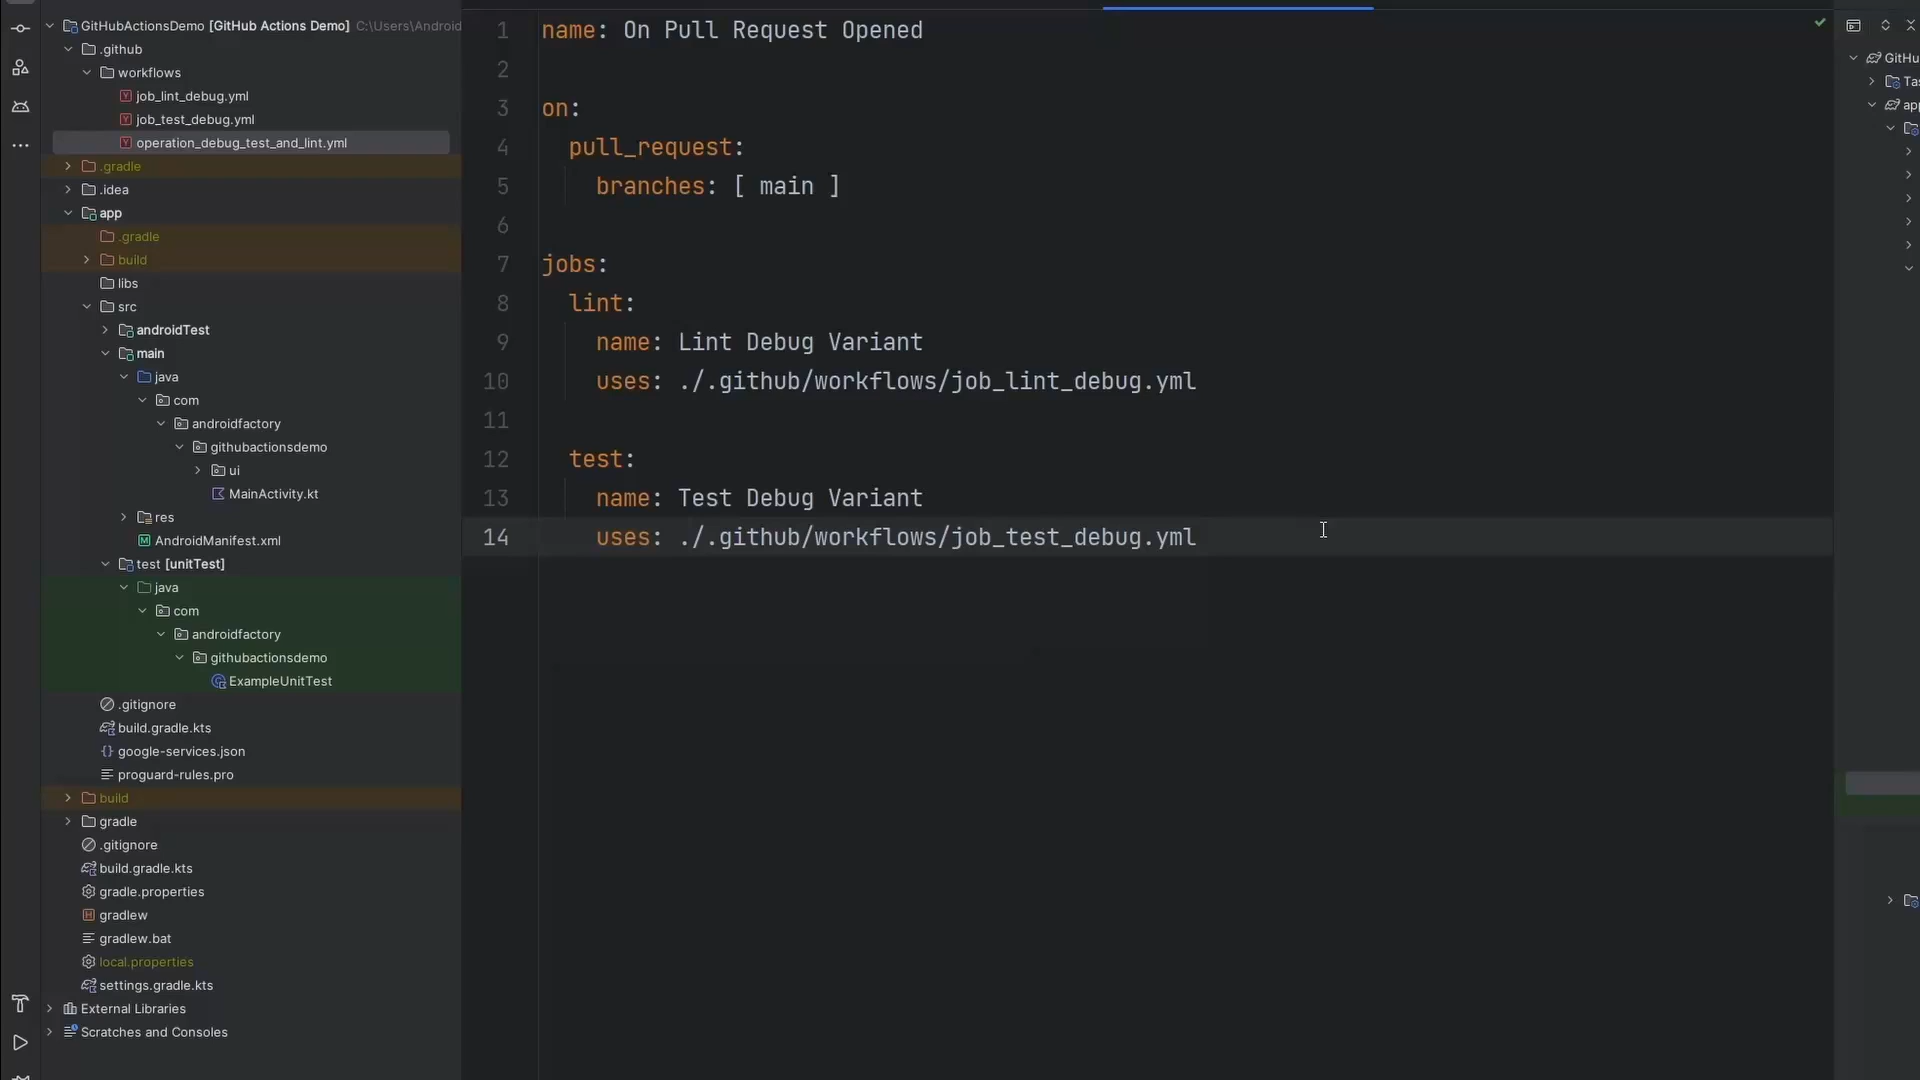 GitHubActionsDemo [GitHub Actions Demo] C:\Users\Android
.github
workflows
job_lint_debug.yml
job_test_debug.yml
operation_debug_test_and_lint.yml
.gradle
.idea
app
.gradle
build
libs
src
androidTest
main
java
com
androidfactory
githubactionsdemo
ui
MainActivity.kt
res
AndroidManifest.xml
test [unitTest]
java
com
androidfactory
githubactionsdemo
ExampleUnitTest
.gitignore
build.gradle.kts
google-services.json
proguard-rules.pro
build
gradle
.gitignore
build.gradle.kts
gradle.properties
gradlew
gradlew.bat
local.properties
settings.gradle.kts
External Libraries
Scratches and Consoles
1 name: On Pull Request Opened
2
3 on:
4 pull_request:
5 branches: [ main ]
6
7 jobs:
8 lint:
9 name: Lint Debug Variant
10 uses: ./.github/workflows/job_lint_debug.yml
11
12 test:
13 name: Test Debug Variant
14 uses: ./.github/workflows/job_test_debug.yml
GitHu
Tas
app